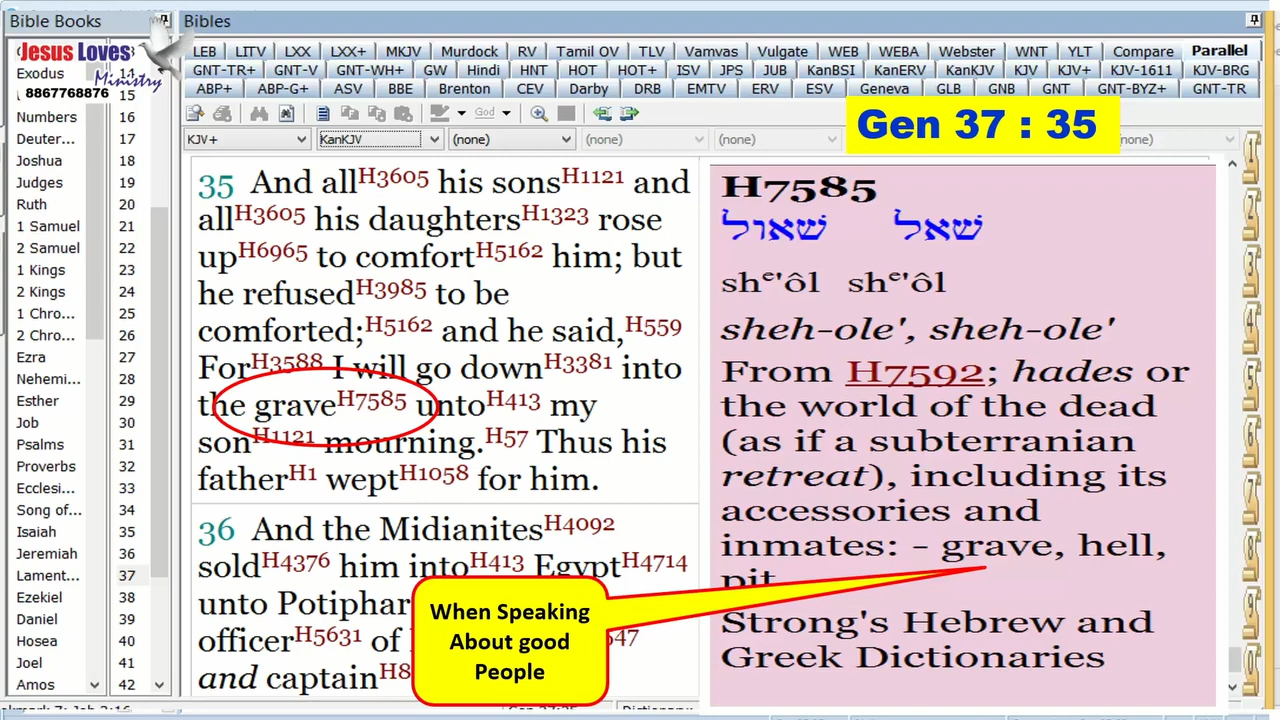 Bible Books
Bibles
Jesus Loves
Ministry
8867768876
LEB LITV LXX LXX+ MKJV Murdock RV Tamil OV TLV Vamvas Vulgate WEB WEBA Webster WNT YLT Compare Parallel
GNT-TR+ GNT-V GNT-WH+ GW Hindi HNT HOT HOT+ ISV JPS JUB KanBSI KanERV KanKJV KJV KJV+ KJV-1611 KJV-BRG
ABP+ ABP-G+ ASV BBE Brenton CEV Darby DRB EMTV ERV ESV Geneva GLB GNB GNT GNT-BYZ+ GNT-TR
God
KJV+ KanKJV (none) (none) (none) (none)
Gen 37 : 35
Exodus 14
15
Numbers 16
Deuter... 17
Joshua 18
Judges 19
Ruth 20
1 Samuel 21
2 Samuel 22
1 Kings 23
2 Kings 24
1 Chro... 25
2 Chro... 26
Ezra 27
Nehemi... 28
Esther 29
Job 30
Psalms 31
Proverbs 32
Ecclesi... 33
Song of... 34
Isaiah 35
Jeremiah 36
Lament... 37
Ezekiel 38
Daniel 39
Hosea 40
Joel 41
Amos 42
35 And allH3605 his sonsH1121 and
allH3605 his daughtersH1323 rose
upH6965 to comfortH5162 him; but
he refusedH3985 to be
comforted;H5162 and he said,H559
ForH3588 I will go downH3381 into
the graveH7585 untoH413 my
sonH1121 mourning.H57 Thus his
fatherH1 weptH1058 for him.
36 And the MidianitesH4092
soldH4376 him intoH413 EgyptH4714
unto Potiphar
officerH5631 of
and captain
H7585
שׁאול שׁאל
sheʼôl sheʼôl
sheh-ole', sheh-ole'
From H7592; hades or
the world of the dead
(as if a subterranian
retreat), including its
accessories and
inmates: - grave, hell,
pit
Strong's Hebrew and
Greek Dictionaries
When Speaking
About good
People